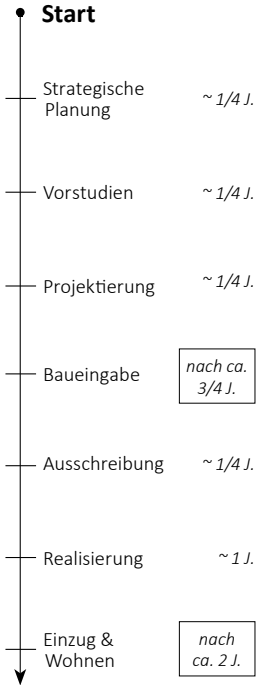 Start
Strategische
Planung
~ 1/4 J.
Vorstudien
~ 1/4 J.
Projektierung
~ 1/4 J.
Baueingabe
nach ca.
3/4 J.
Ausschreibung
~ 1/4 J.
Realisierung
~ 1 J.
Einzug &
Wohnen
nach
ca. 2 J.